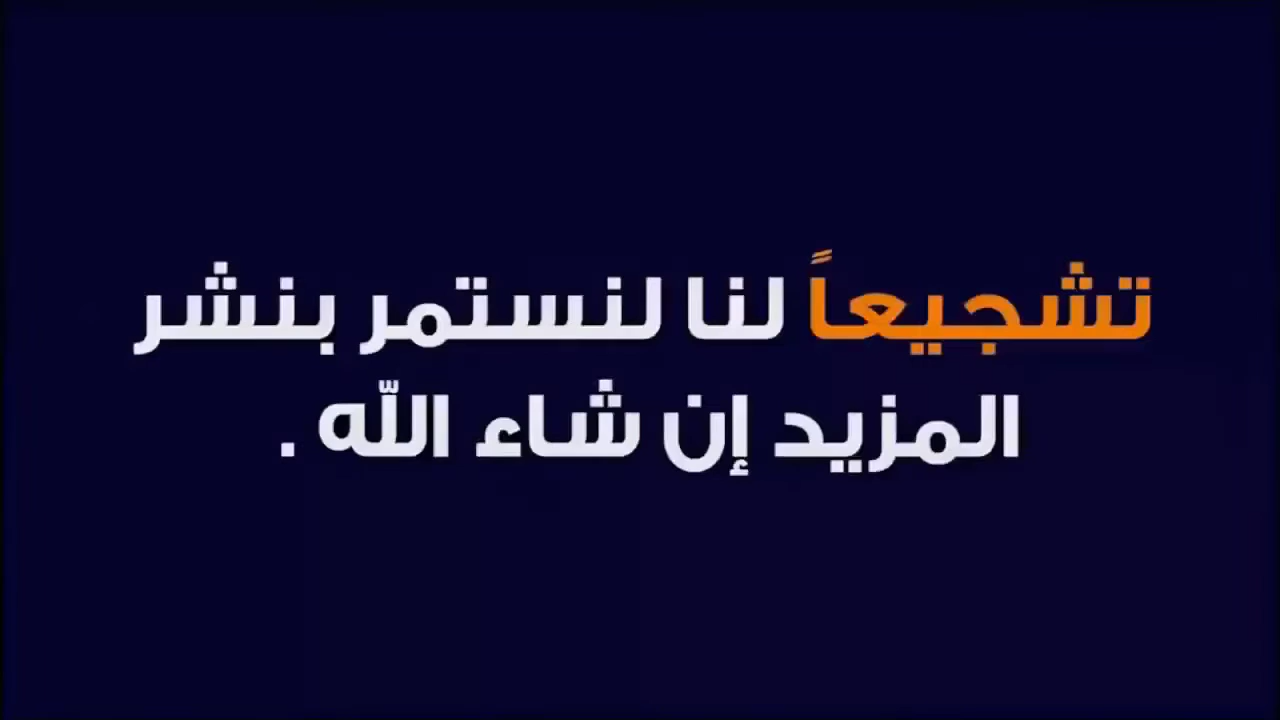 تشجيعاً لنا لنستمر بنشر
المزيد إن شاء الله .